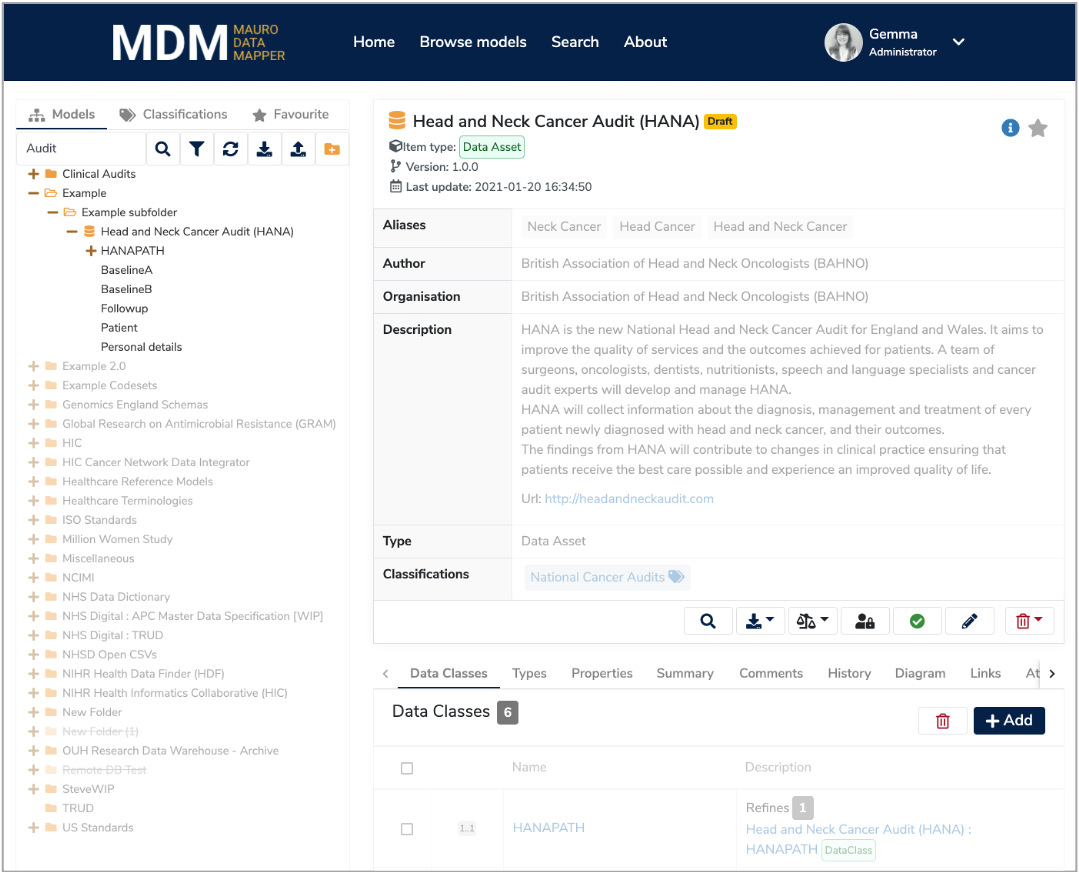 MDM MAURO DATA MAPPER
Home Browse models Search About
Gemma
Administrator
Models Classifications Favourite
Audit
Clinical Audits
Example
Example subfolder
Head and Neck Cancer Audit (HANA)
HANAPATH
BaselineA
BaselineB
Followup
Patient
Personal details
Example 2.0
Example Codesets
Genomics England Schemas
Global Research on Antimicrobial Resistance (GRAM)
HIC
HIC Cancer Network Data Integrator
Healthcare Reference Models
Healthcare Terminologies
ISO Standards
Million Women Study
Miscellaneous
NCIMI
NHS Data Dictionary
NHS Digital : APC Master Data Specification [WIP]
NHS Digital : TRUD
NHSD Open CSVs
NIHR Health Data Finder (HDF)
NIHR Health Informatics Collaborative (HIC)
New Folder
New Folder (1)
OUH Research Data Warehouse - Archive
Remote DB Test
SteveWIP
TRUD
US Standards
Head and Neck Cancer Audit (HANA) Draft
Item type: Data Asset
Version: 1.0.0
Last update: 2021-01-20 16:34:50
Aliases Neck Cancer Head Cancer Head and Neck Cancer
Author British Association of Head and Neck Oncologists (BAHNO)
Organisation British Association of Head and Neck Oncologists (BAHNO)
Description HANA is the new National Head and Neck Cancer Audit for England and Wales. It aims to
improve the quality of services and the outcomes achieved for patients. A team of
surgeons, oncologists, dentists, nutritionists, speech and language specialists and cancer
audit experts will develop and manage HANA.
HANA will collect information about the diagnosis, management and treatment of every
patient newly diagnosed with head and neck cancer, and their outcomes.
The findings from HANA will contribute to changes in clinical practice ensuring that
patients receive the best care possible and experience an improved quality of life.
Url: http://headandneckaudit.com
Type Data Asset
Classifications National Cancer Audits
Data Classes Types Properties Summary Comments History Diagram Links At
Data Classes 6
Add
Name Description
Refines 1
1..1 HANAPATH Head and Neck Cancer Audit (HANA) :
HANAPATH DataClass